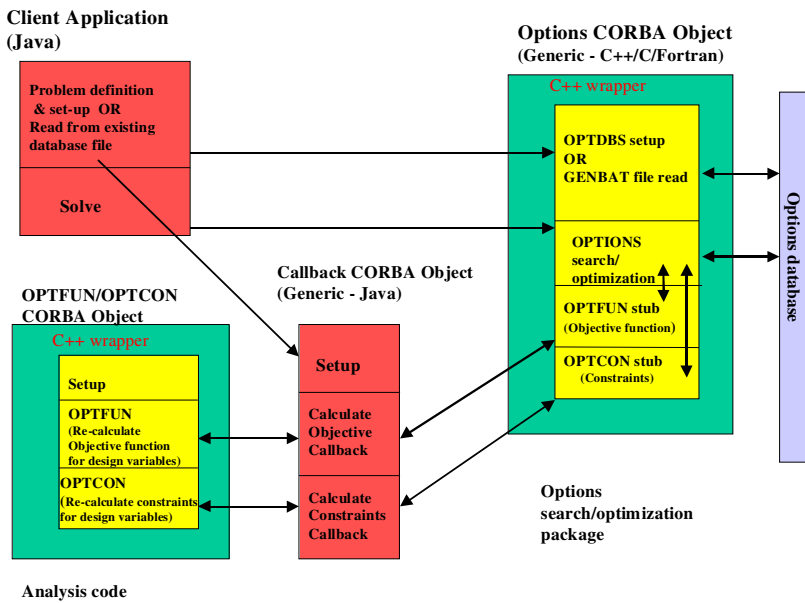 Client Application
(Java)
Problem definition
& set-up OR
Read from existing
database file
Solve
Options CORBA Object
(Generic - C++/C/Fortran)
C++ wrapper
OPTDBS setup
OR
GENBAT file read
OPTIONS
search/
optimization
OPTFUN stub
(Objective function)
OPTCON stub
(Constraints)
Options database
Callback CORBA Object
(Generic - Java)
Setup
Calculate
Objective
Callback
Calculate
Constraints
Callback
OPTFUN/OPTCON
CORBA Object
C++ wrapper
Setup
OPTFUN
(Re-calculate
Objective function
for design variables)
OPTCON
(Re-calculate constraints
for design variables)
Options
search/optimization
package
Analysis code